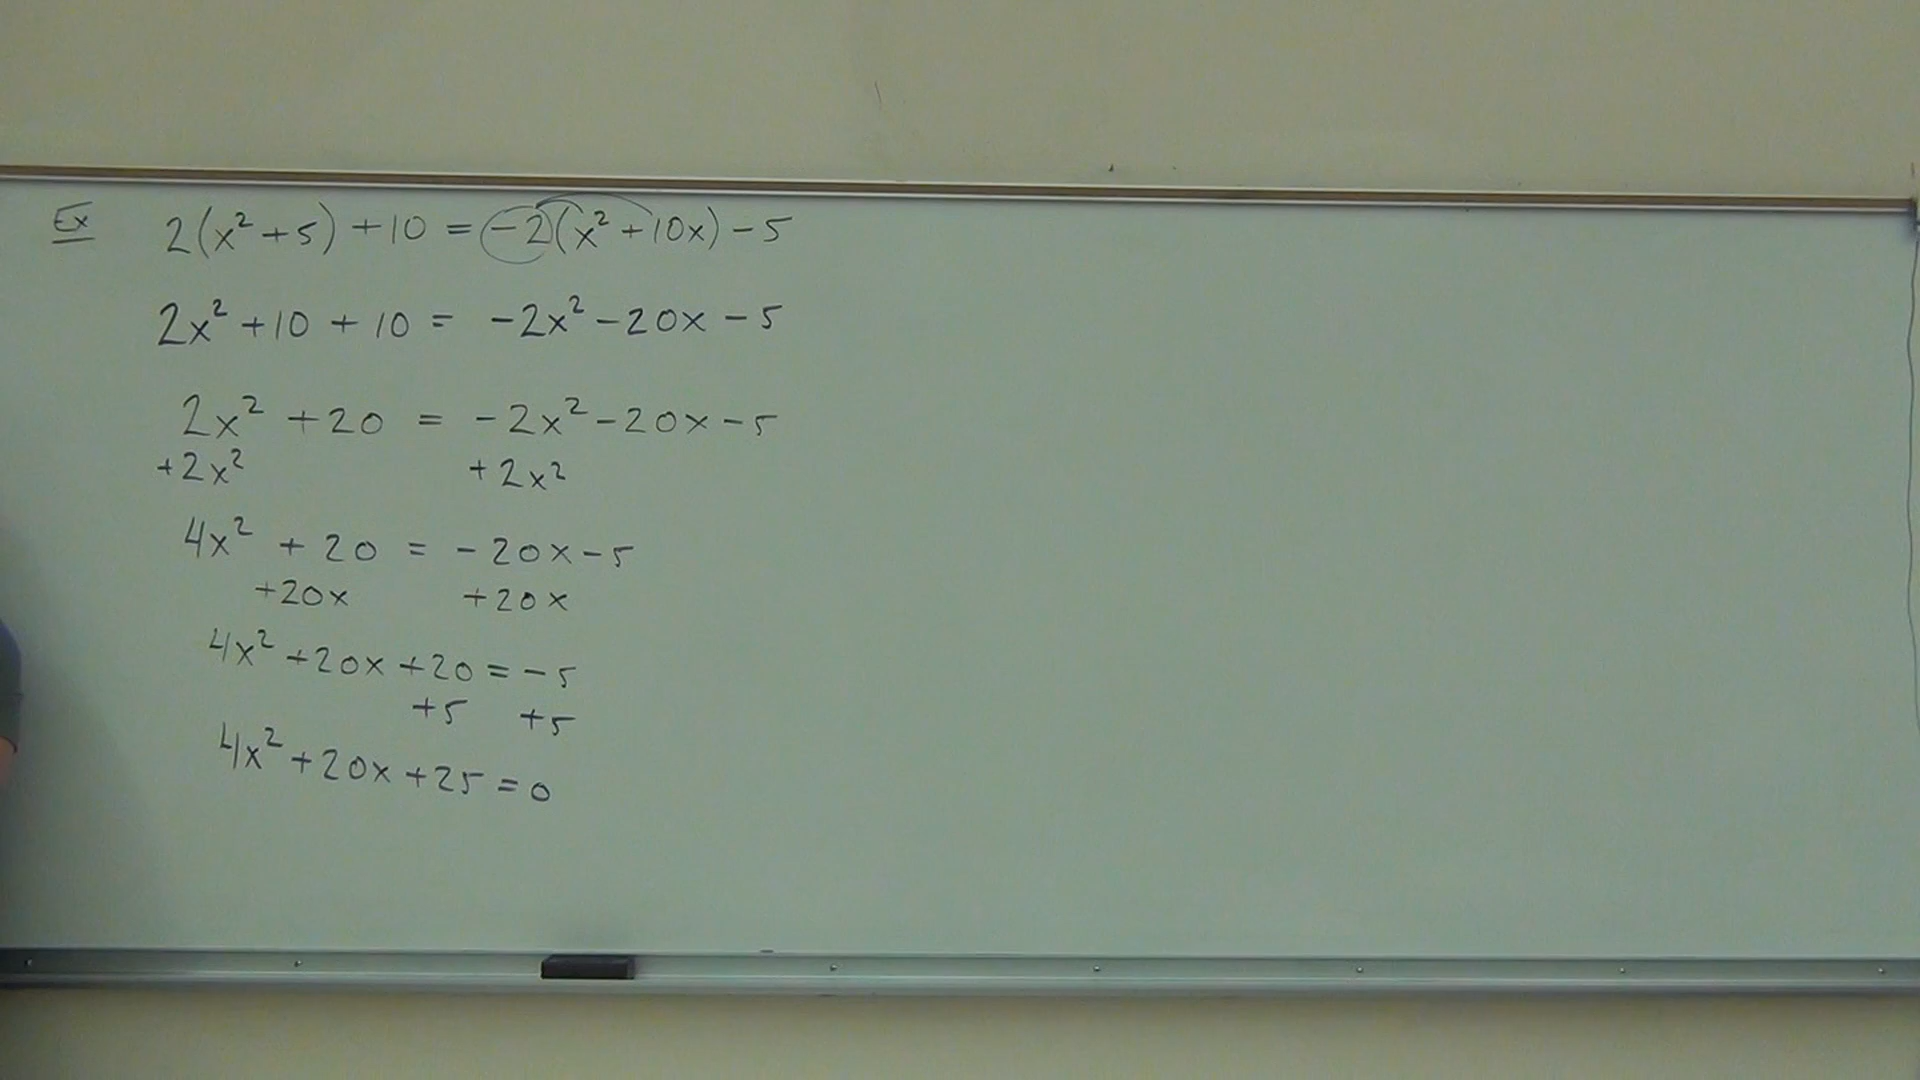 Ex 2(x² + 5) + 10 = -2(x² + 10x) - 5
2x² + 10 + 10 = -2x² - 20x - 5
2x² + 20 = -2x² - 20x - 5
+2x² +2x²
4x² + 20 = -20x - 5
+20x +20x
4x² + 20x + 20 = -5
+5 +5
4x² + 20x + 25 = 0